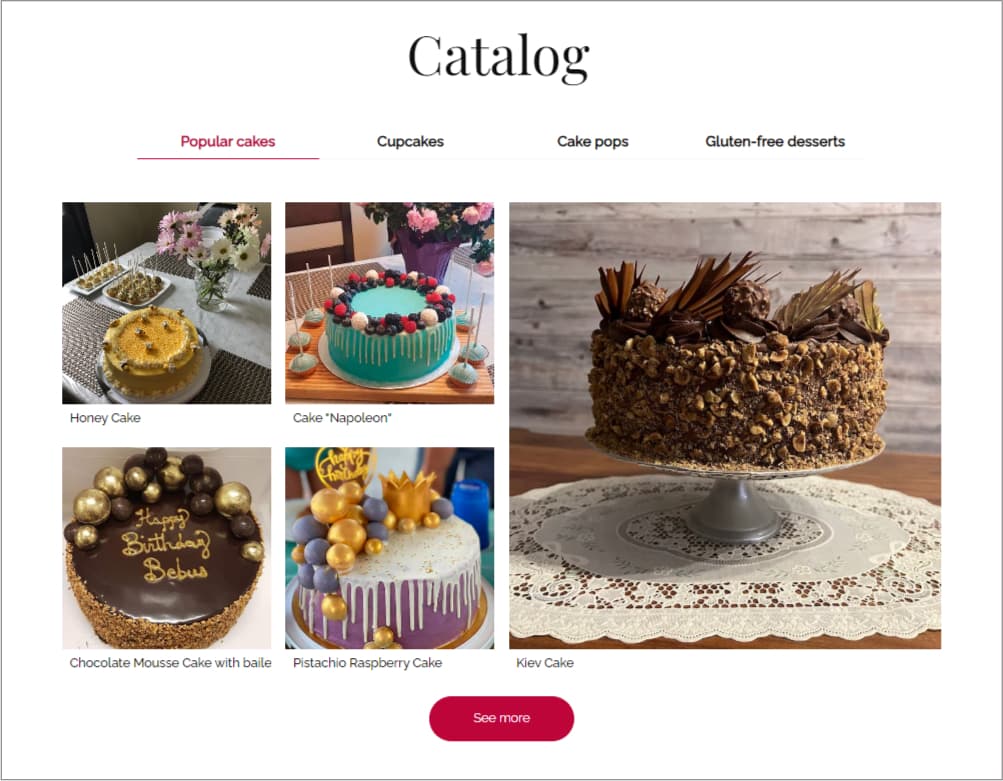 Catalog
Popular cakes
Cupcakes
Cake pops
Gluten-free desserts
Honey Cake
Cake "Napoleon"
Happy
Birthday
Bebus
happy
birthday
Chocolate Mousse Cake with baile
Pistachio Raspberry Cake
Kiev Cake
See more